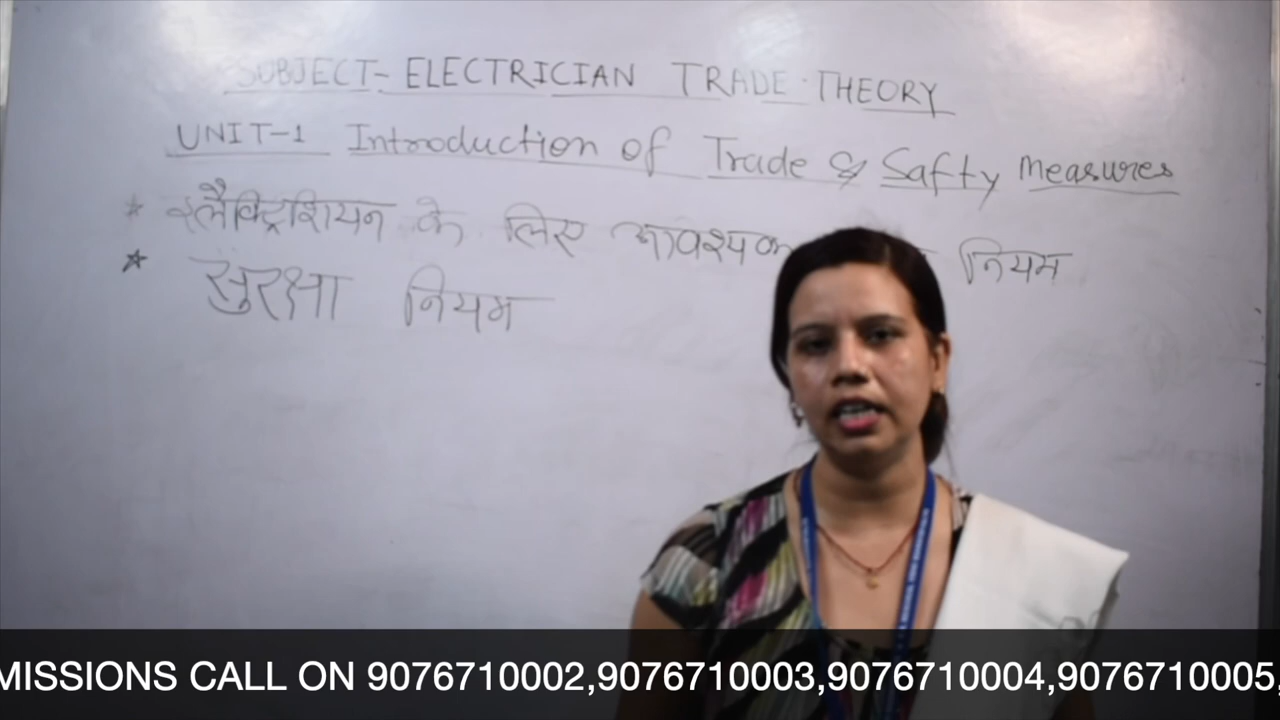 SUBJECT- ELECTRICIAN TRADE THEORY
UNIT-1 Introduction of Trade & Safty Measures
* इलैक्ट्रिशियन के लिए आवश्यक नियम
* सुरक्षा नियम
MISSIONS CALL ON 9076710002,9076710003,9076710004,9076710005,